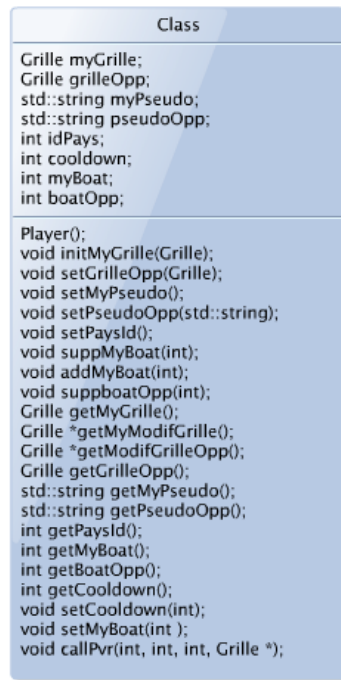 Class
Grille myGrille;
Grille grilleOpp;
std::string myPseudo;
std::string pseudoOpp;
int idPays;
int cooldown;
int myBoat;
int boatOpp;
Player();
void initMyGrille(Grille);
void setGrilleOpp(Grille);
void setMyPseudo();
void setPseudoOpp(std::string);
void setPaysId();
void suppMyBoat(int);
void addMyBoat(int);
void suppboatOpp(int);
Grille getMyGrille();
Grille *getMyModifGrille();
Grille *getModifGrilleOpp();
Grille getGrilleOpp();
std::string getMyPseudo();
std::string getPseudoOpp();
int getPaysId();
int getMyBoat();
int getBoatOpp();
int getCooldown();
void setCooldown(int);
void setMyBoat(int );
void callPvr(int, int, int, Grille *);